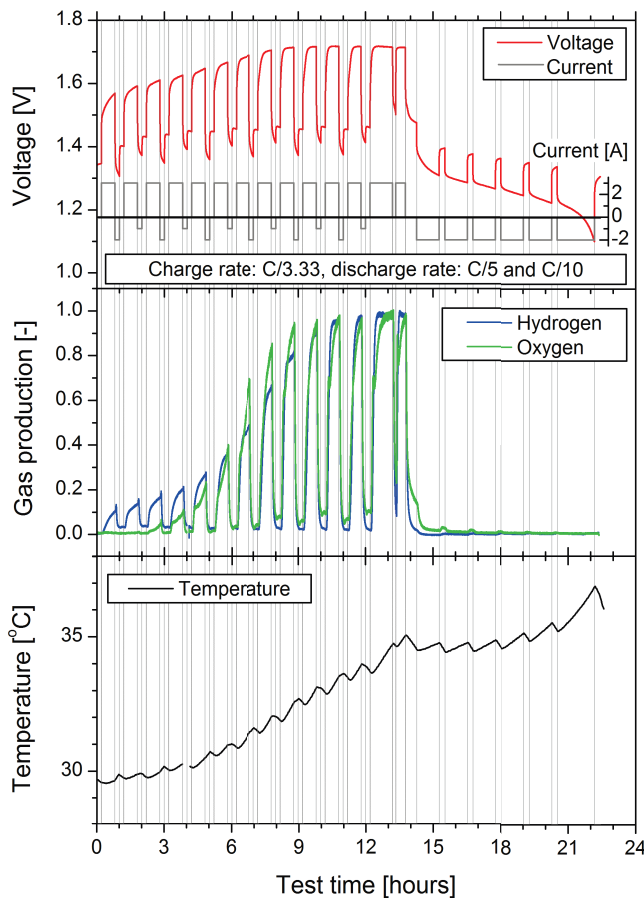 1.8
1.6
1.4
1.2
1.0
Voltage [V]
Voltage
Current
Current [A]
2
0
-2
Charge rate: C/3.33, discharge rate: C/5 and C/10
1.0
0.8
0.6
0.4
0.2
0.0
Gas production [-]
Hydrogen
Oxygen
35
30
Temperature [°C]
Temperature
0 3 6 9 12 15 18 21 24
Test time [hours]